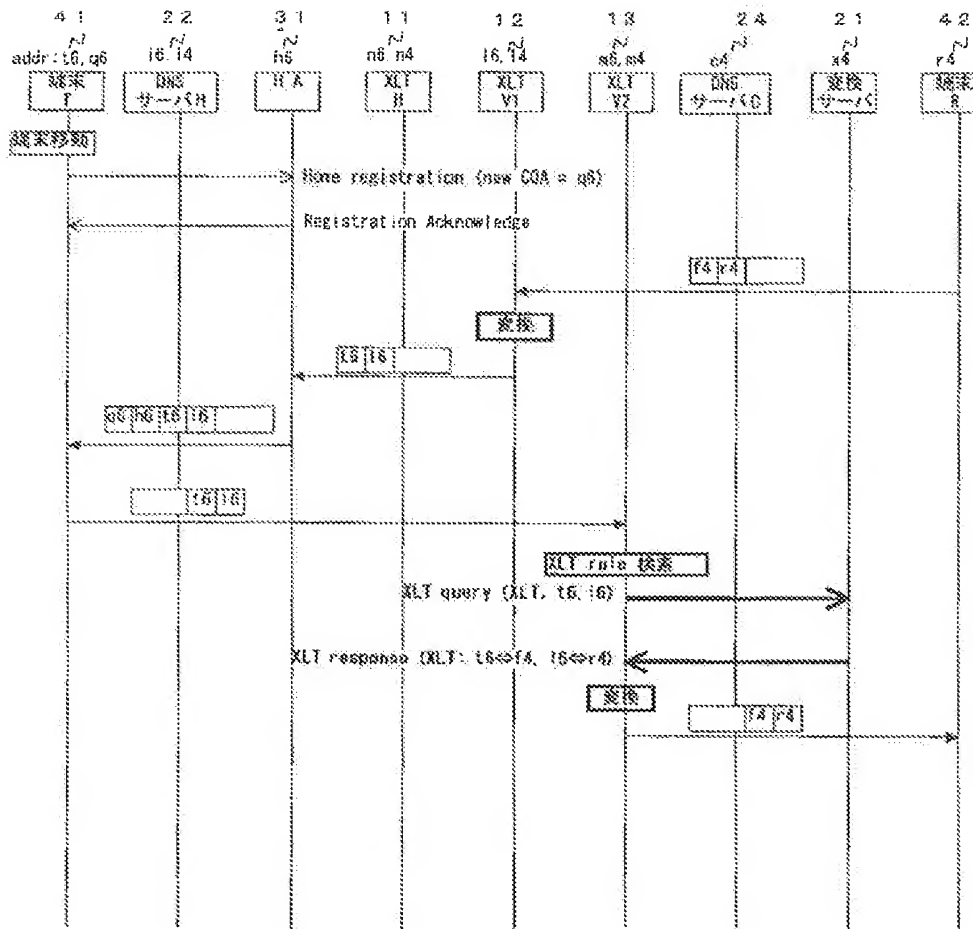 41 22 31 11 12 13 24 21 42
addr:t6,q6 i6,i4 h6 n6,n4 l6,l4 m6,m4 c4 x4 r4
端末 DNS HA XLT XLT XLT DNS 変換 端末
T サーバH H V1 V2 サーバC サーバ R
端末移動
Home registration (new COA = q6)
Registration Acknowledge
f4 r4
変換
t6 i6
q6 h6 t6 i6
t6 i6
XLT rule 検索
XLT query (XLT, t6, i6)
XLT response (XLT: t6⇔f4, i6⇔r4)
変換
f4 r4